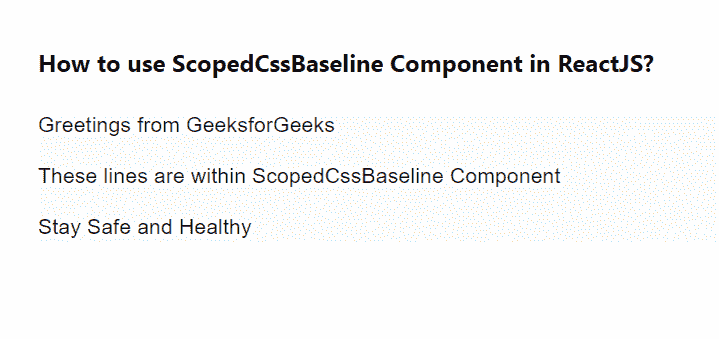 How to use ScopedCssBaseline Component in ReactJS?
Greetings from GeeksforGeeks
These lines are within ScopedCssBaseline Component
Stay Safe and Healthy